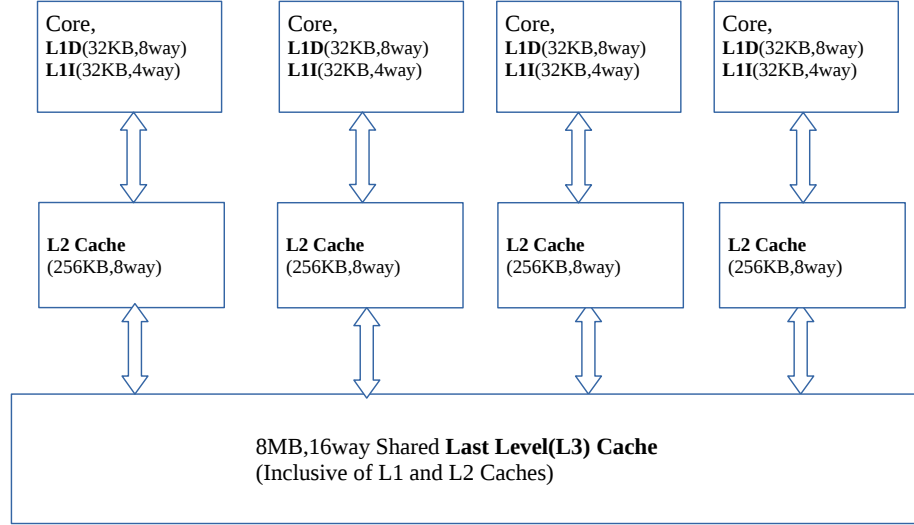 Core,
L1D(32KB,8way)
L1I(32KB,4way)
Core,
L1D(32KB,8way)
L1I(32KB,4way)
Core,
L1D(32KB,8way)
L1I(32KB,4way)
Core,
L1D(32KB,8way)
L1I(32KB,4way)
L2 Cache
(256KB,8way)
L2 Cache
(256KB,8way)
L2 Cache
(256KB,8way)
L2 Cache
(256KB,8way)
8MB,16way Shared Last Level(L3) Cache
(Inclusive of L1 and L2 Caches)